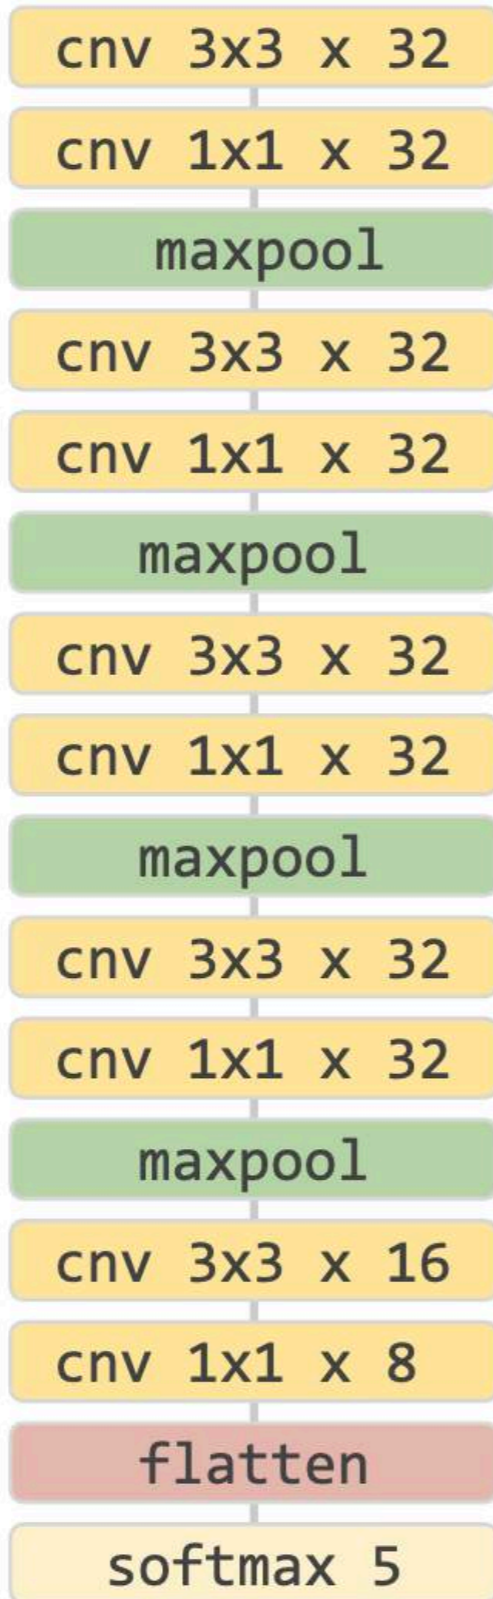 cnv 3x3 x 32
cnv 1x1 x 32
maxpool
cnv 3x3 x 32
cnv 1x1 x 32
maxpool
cnv 3x3 x 32
cnv 1x1 x 32
maxpool
cnv 3x3 x 32
cnv 1x1 x 32
maxpool
cnv 3x3 x 16
cnv 1x1 x 8
flatten
softmax 5